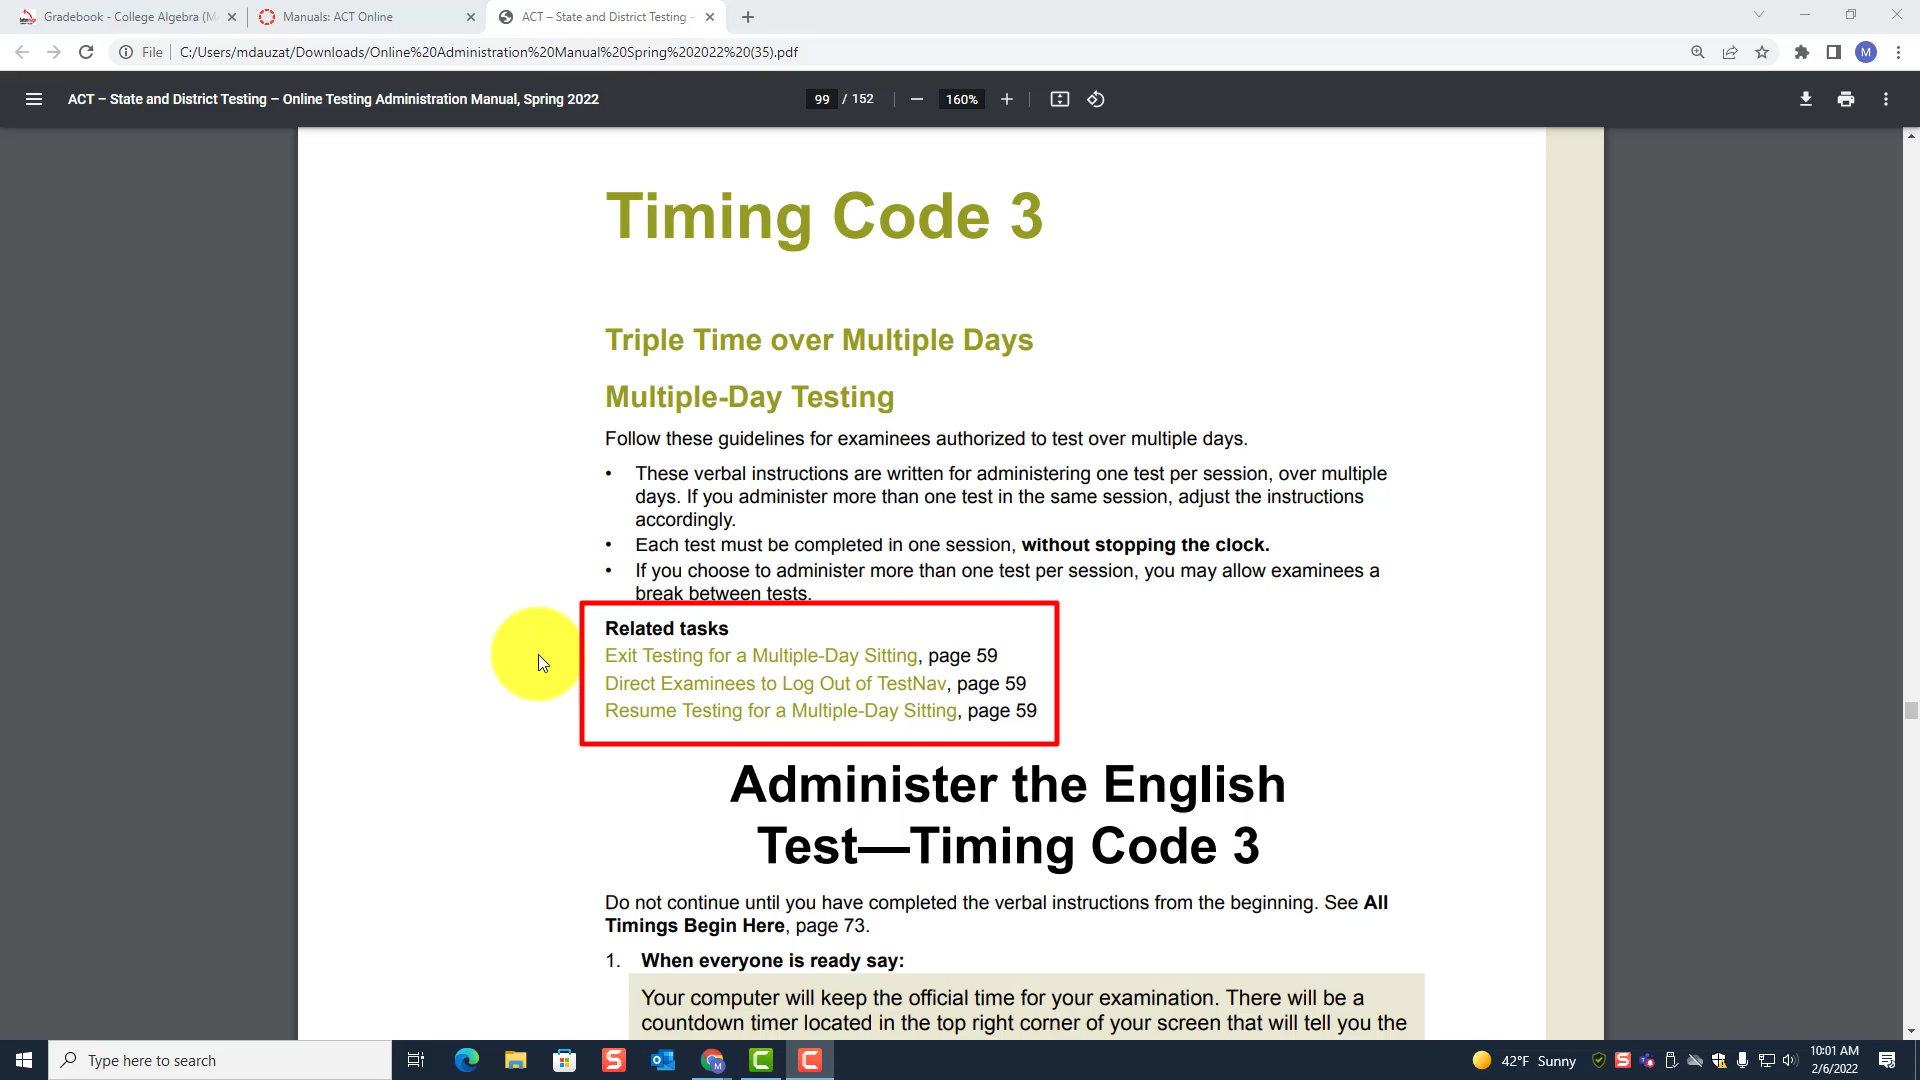 Gradebook - College Algebra (M
Manuals: ACT Online
ACT – State and District Testing –
File
C:/Users/mdauzat/Downloads/Online%20Administration%20Manual%20Spring%202022%20(35).pdf
M
ACT – State and District Testing – Online Testing Administration Manual, Spring 2022
99 / 152
160%
Timing Code 3
Triple Time over Multiple Days
Multiple-Day Testing
Follow these guidelines for examinees authorized to test over multiple days.
• These verbal instructions are written for administering one test per session, over multiple
days. If you administer more than one test in the same session, adjust the instructions
accordingly.
• Each test must be completed in one session, without stopping the clock.
• If you choose to administer more than one test per session, you may allow examinees a
break between tests.
Related tasks
Exit Testing for a Multiple-Day Sitting, page 59
Direct Examinees to Log Out of TestNav, page 59
Resume Testing for a Multiple-Day Sitting, page 59
Administer the English
Test—Timing Code 3
Do not continue until you have completed the verbal instructions from the beginning. See All
Timings Begin Here, page 73.
1. When everyone is ready say:
Your computer will keep the official time for your examination. There will be a
countdown timer located in the top right corner of your screen that will tell you the
Type here to search
42°F Sunny
10:01 AM
2/6/2022